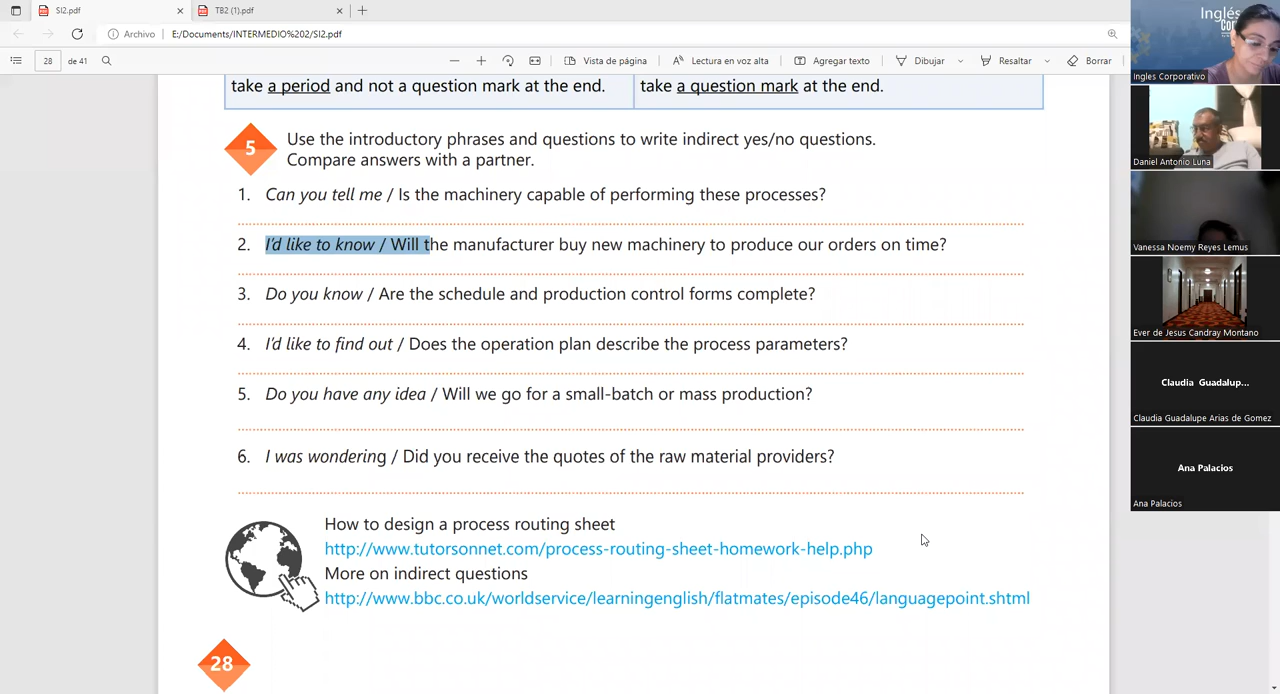 SI2.pdf
TB2 (1).pdf
Archivo
E:/Documents/INTERMEDIO%202/SI2.pdf
28 de 41
Vista de página
Lectura en voz alta
Agregar texto
Dibujar
Resaltar
Borrar
take a period and not a question mark at the end.
take a question mark at the end.
5
Use the introductory phrases and questions to write indirect yes/no questions.
Compare answers with a partner.
1. Can you tell me / Is the machinery capable of performing these processes?
2. I'd like to know / Will the manufacturer buy new machinery to produce our orders on time?
3. Do you know / Are the schedule and production control forms complete?
4. I'd like to find out / Does the operation plan describe the process parameters?
5. Do you have any idea / Will we go for a small-batch or mass production?
6. I was wondering / Did you receive the quotes of the raw material providers?
How to design a process routing sheet
http://www.tutorsonnet.com/process-routing-sheet-homework-help.php
More on indirect questions
http://www.bbc.co.uk/worldservice/learningenglish/flatmates/episode46/languagepoint.shtml
28
Inglés
Ingles Corporativo
Daniel Antonio Luna
Vanessa Noemy Reyes Lemus
Ever de Jesus Candray Montano
Claudia Guadalup...
Claudia Guadalupe Arias de Gomez
Ana Palacios
Ana Palacios